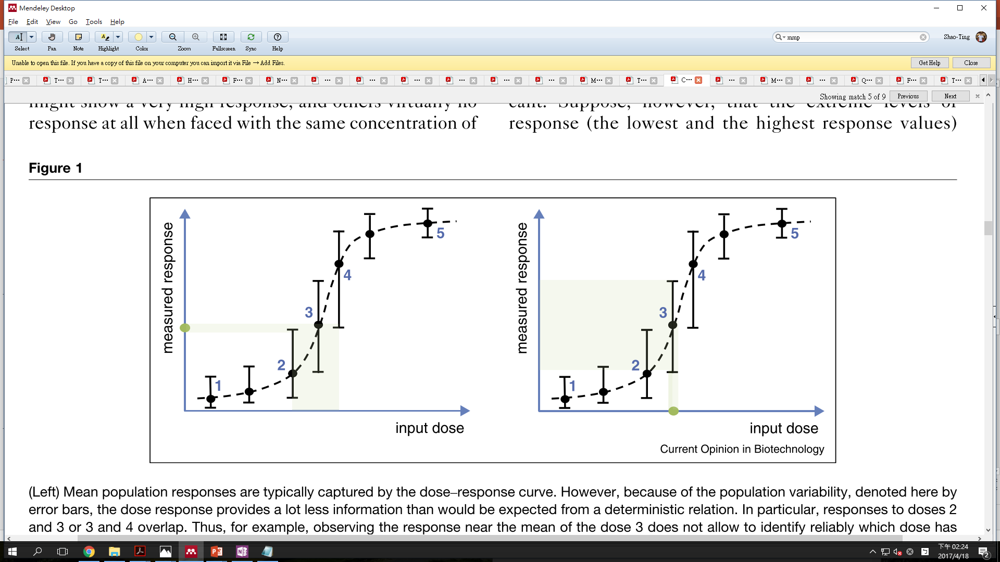 Mendeley Desktop
File Edit View Go Tools Help
mmp
Shao-Ting
Select Pan Note Highlight Color Zoom Fullscreen Sync Help
Unable to open this file. If you have a copy of this file on your computer you can import it via File → Add Files.
Get Help Close
P··· T··· T··· A··· H··· F··· N··· ··· ··· ··· ··· ··· ··· M··· T··· C··· ··· M··· ··· Q··· F··· T···
Showing match 5 of 9 Previous Next
might show a very high response, and others virtually no
response at all when faced with the same concentration of
cant. Suppose, however, that the extreme levels of
response (the lowest and the highest response values)
Figure 1
measured response
1
2
3
4
5
input dose
measured response
1
2
3
4
5
input dose
Current Opinion in Biotechnology
(Left) Mean population responses are typically captured by the dose–response curve. However, because of the population variability, denoted here by
error bars, the dose response provides a lot less information than would be expected from a deterministic relation. In particular, responses to doses 2
and 3 or 3 and 4 overlap. Thus, for example, observing the response near the mean of the dose 3 does not allow to identify reliably which dose has
下午 02:24
2017/4/18
2